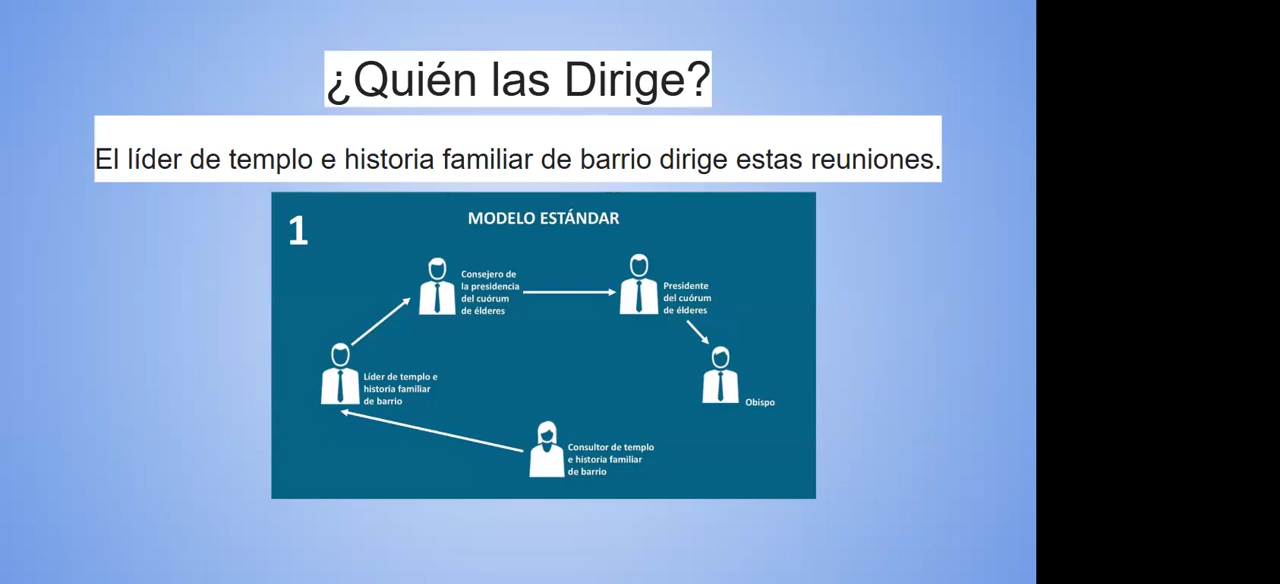 ¿Quién las Dirige?
El líder de templo e historia familiar de barrio dirige estas reuniones.
1
MODELO ESTÁNDAR
Consejero de
la presidencia
del cuórum
de élderes
Presidente
del cuórum
de élderes
Líder de templo e
historia familiar
de barrio
Obispo
Consultor de templo
e historia familiar
de barrio